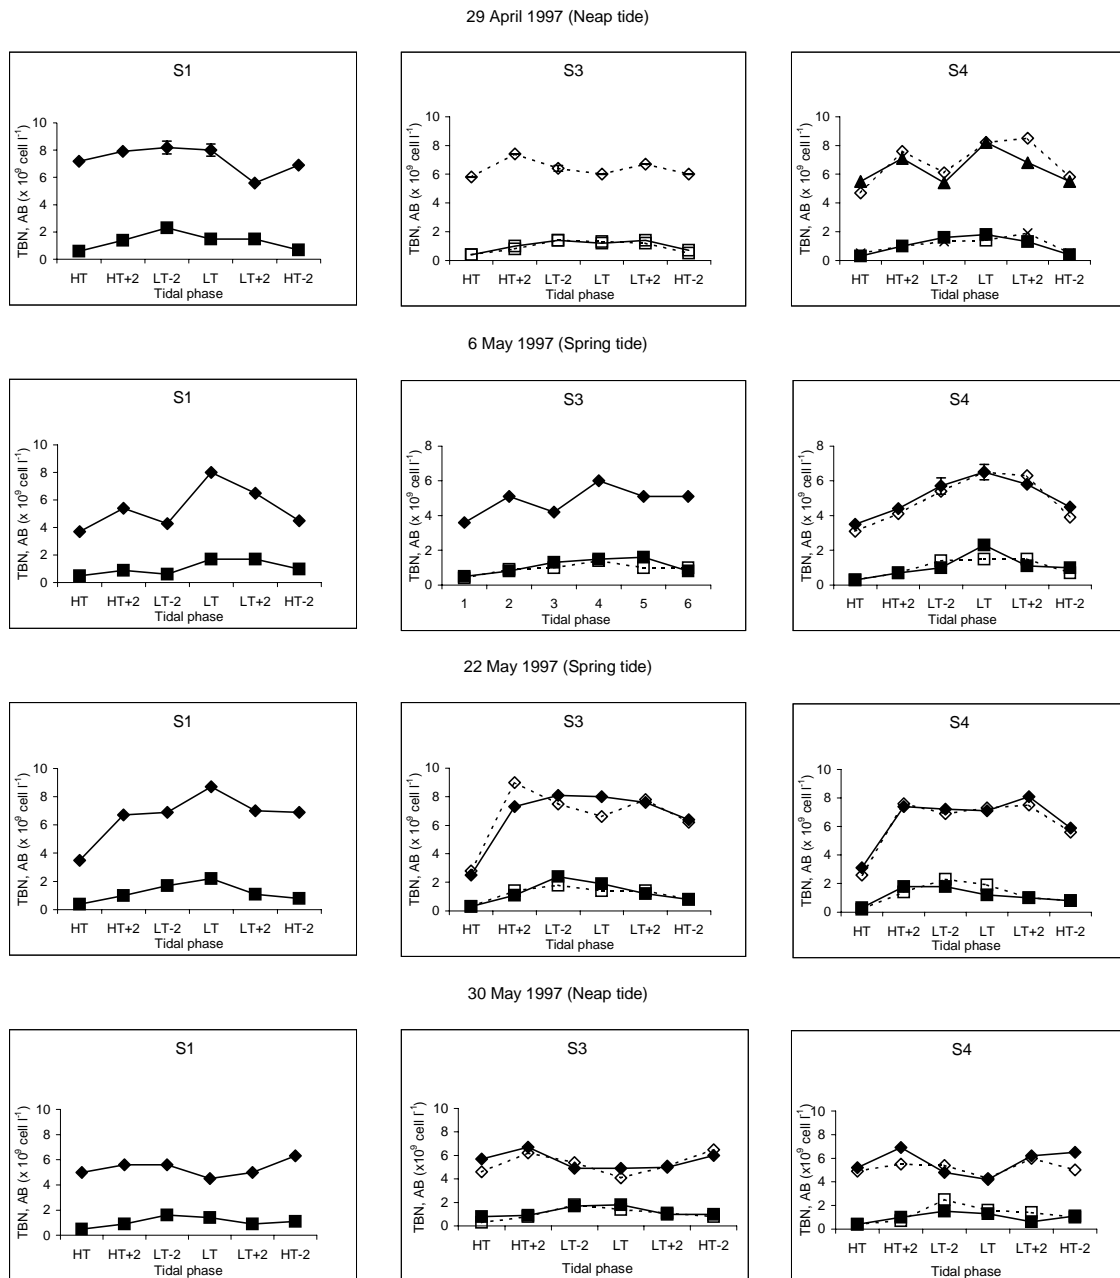 29 April 1997 (Neap tide)
S1
TBN, AB (x 10⁹ cell l⁻¹)
10
8
6
4
2
0
HT HT+2 LT-2 LT LT+2 HT-2
Tidal phase
S3
TBN, AB (x 10⁹ cell l⁻¹)
10
8
6
4
2
0
HT HT+2 LT-2 LT LT+2 HT-2
Tidal phase
S4
TBN, AB (x 10⁹ cell l⁻¹)
10
8
6
4
2
0
HT HT+2 LT-2 LT LT+2 HT-2
Tidal phase
6 May 1997 (Spring tide)
S1
TBN, AB (x 10⁹ cell l⁻¹)
10
8
6
4
2
0
HT HT+2 LT-2 LT LT+2 HT-2
Tidal phase
S3
TBN, AB (x 10⁹ cell l⁻¹)
8
6
4
2
0
1 2 3 4 5 6
Tidal phase
S4
TBN, AB (x 10⁹ cell l⁻¹)
8
6
4
2
0
HT HT+2 LT-2 LT LT+2 HT-2
Tidal phase
22 May 1997 (Spring tide)
S1
TBN, AB (x 10⁹ cell l⁻¹)
10
8
6
4
2
0
HT HT+2 LT-2 LT LT+2 HT-2
Tidal phase
S3
TBN, AB (x 10⁹ cell l⁻¹)
10
8
6
4
2
0
HT HT+2 LT-2 LT LT+2 HT-2
Tidal phase
S4
TBN, AB (x 10⁹ cell l⁻¹)
10
8
6
4
2
0
HT HT+2 LT-2 LT LT+2 HT-2
Tidal phase
30 May 1997 (Neap tide)
S1
TBN, AB (x10⁹ cell l⁻¹)
10
8
6
4
2
0
HT HT+2 LT-2 LT LT+2 HT-2
Tidal phase
S3
TBN, AB (x10⁹ cell l⁻¹)
10
8
6
4
2
0
HT HT+2 LT-2 LT LT+2 HT-2
Tidal phase
S4
TBN, AB (x10⁹ cell l⁻¹)
10
8
6
4
2
0
HT HT+2 LT-2 LT LT+2 HT-2
Tidal phase